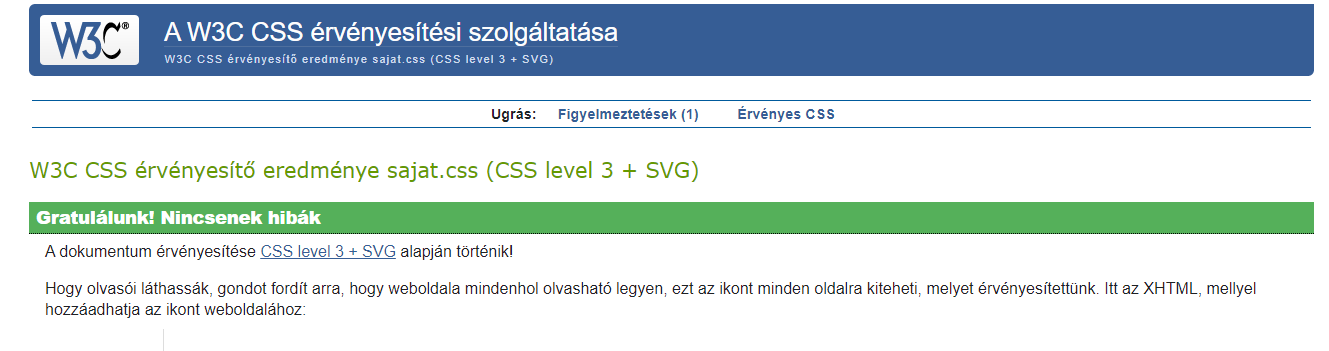 W3C®
A W3C CSS érvényesítési szolgáltatása
W3C CSS érvényesítő eredménye sajat.css (CSS level 3 + SVG)
Ugrás: Figyelmeztetések (1) Érvényes CSS
W3C CSS érvényesítő eredménye sajat.css (CSS level 3 + SVG)
Gratulálunk! Nincsenek hibák
A dokumentum érvényesítése CSS level 3 + SVG alapján történik!
Hogy olvasói láthassák, gondot fordít arra, hogy weboldala mindenhol olvasható legyen, ezt az ikont minden oldalra kiteheti, melyet érvényesítettünk. Itt az XHTML, mellyel
hozzáadhatja az ikont weboldalához: